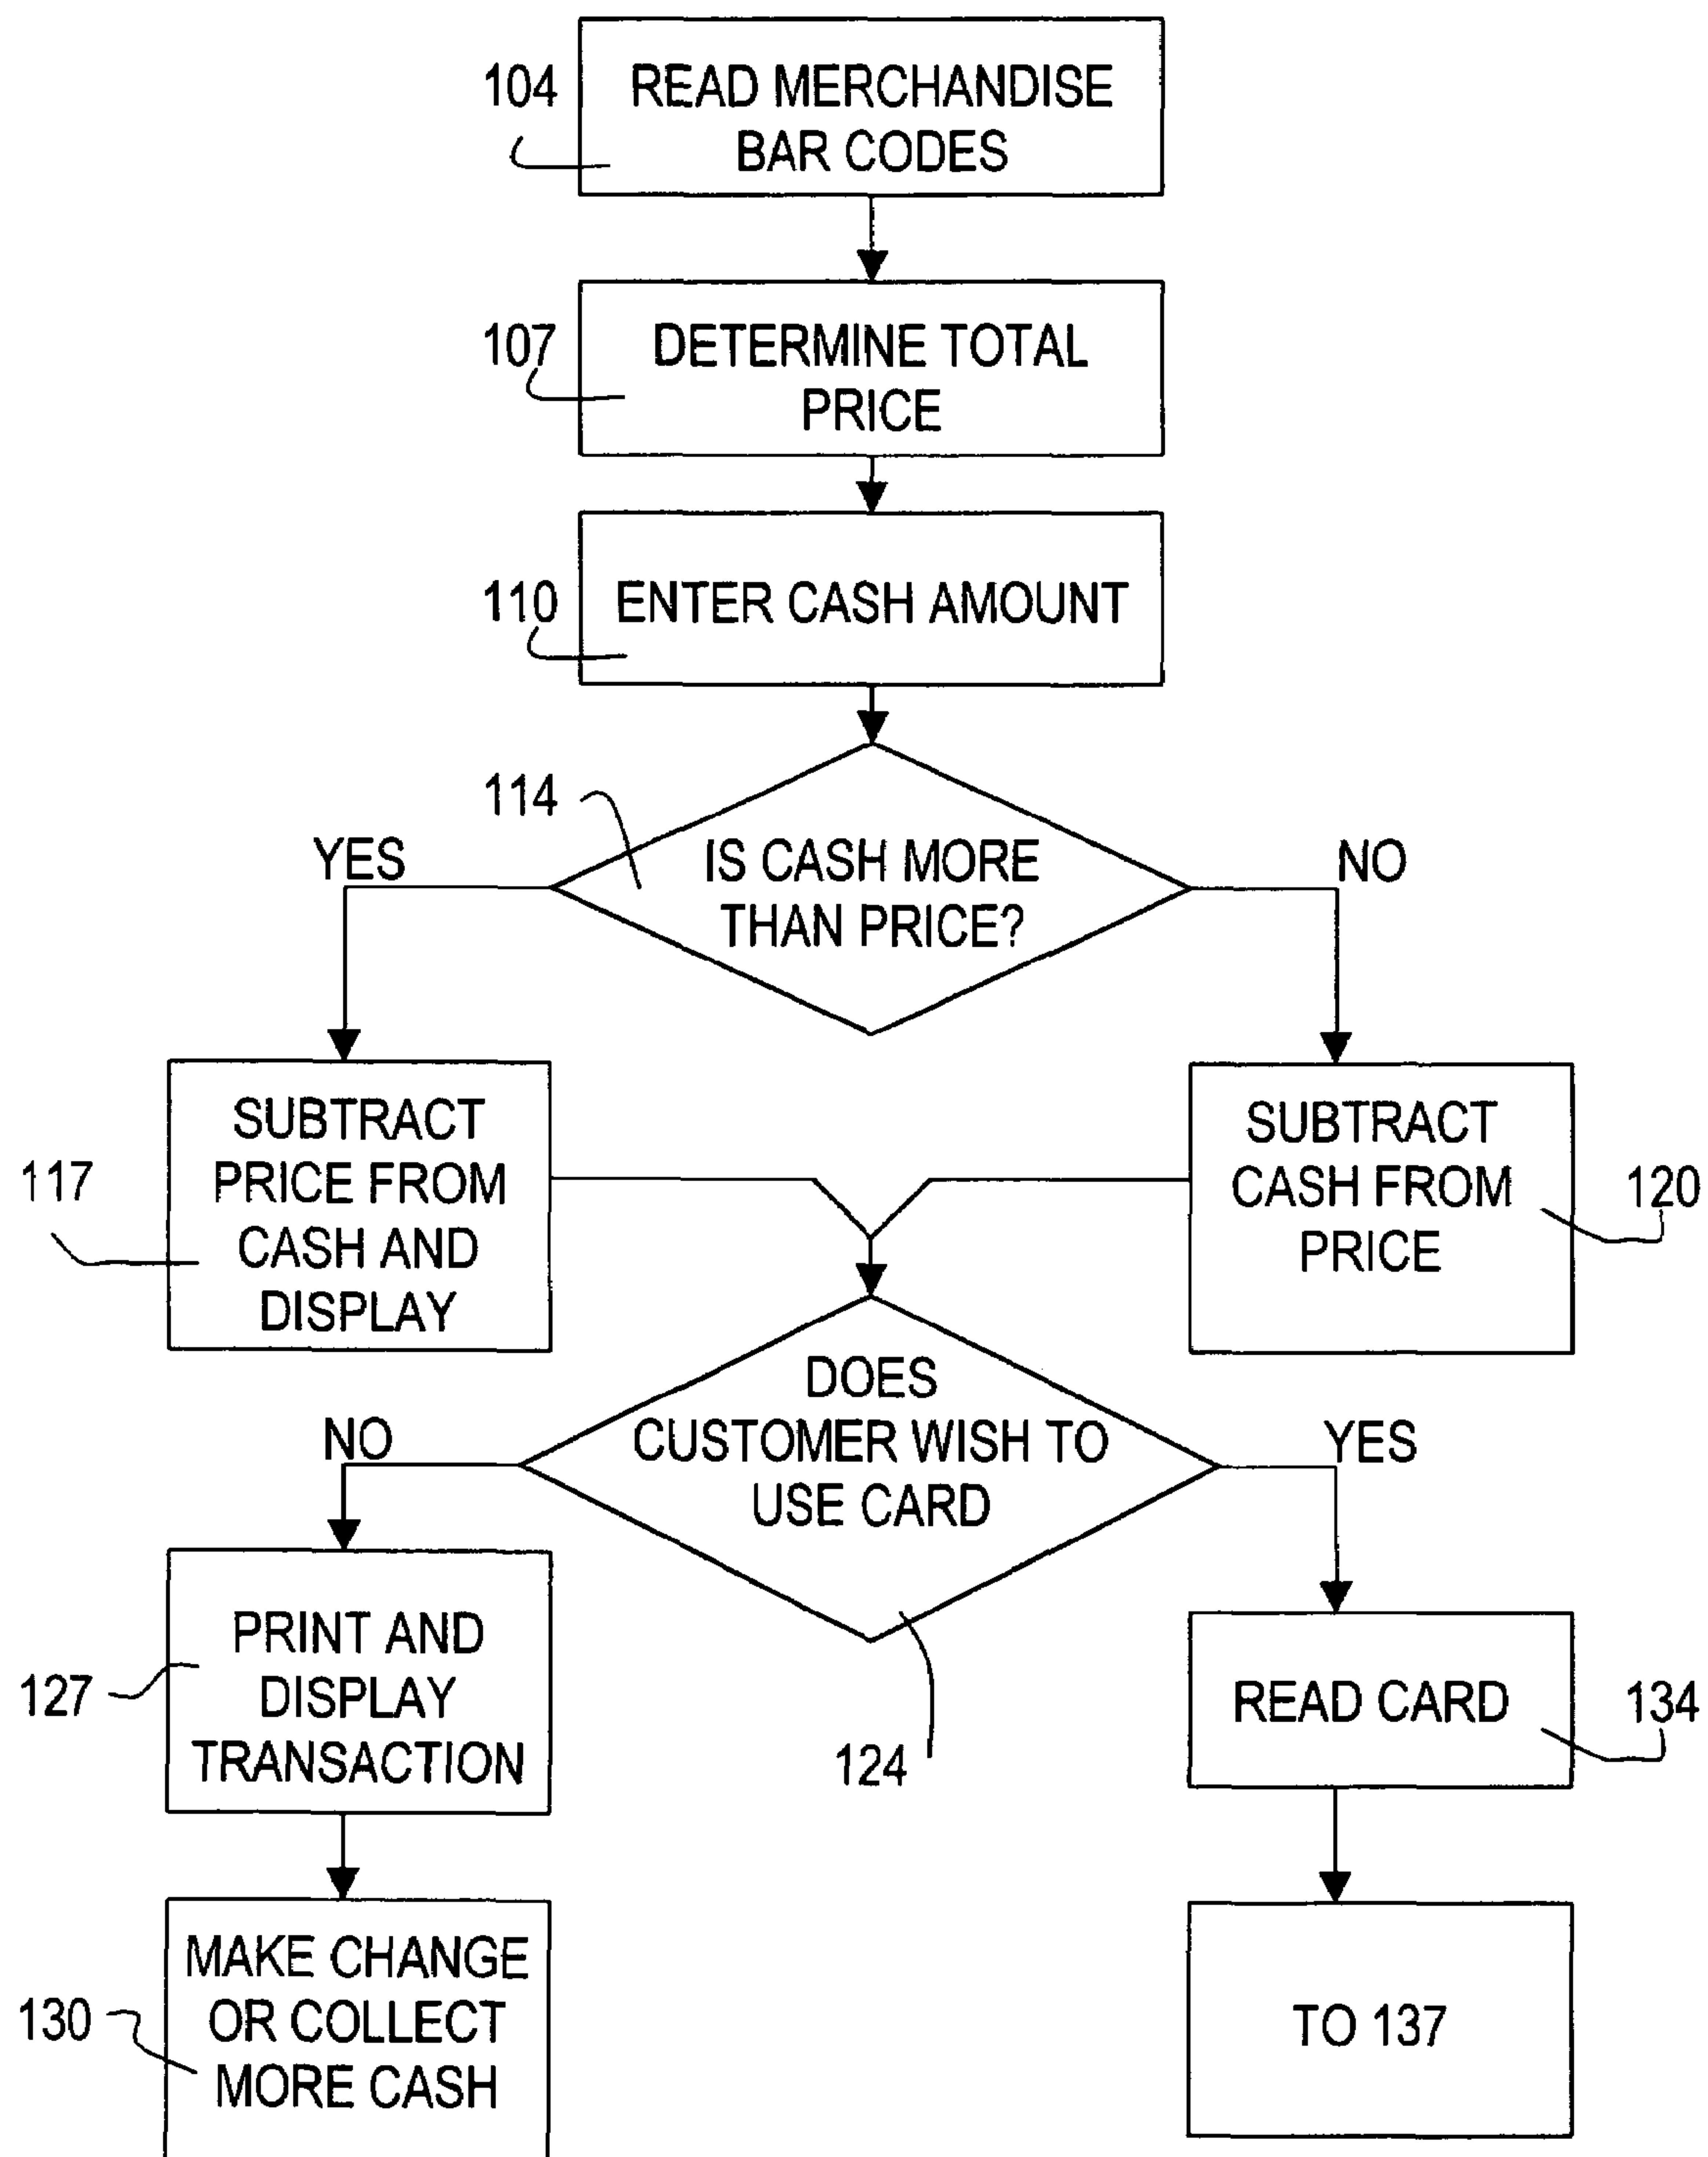 104
READ MERCHANDISE
BAR CODES
107
DETERMINE TOTAL
PRICE
110
ENTER CASH AMOUNT
114
YES
IS CASH MORE
THAN PRICE?
NO
117
SUBTRACT
PRICE FROM
CASH AND
DISPLAY
SUBTRACT
CASH FROM
PRICE
120
NO
DOES
CUSTOMER WISH TO
USE CARD
YES
124
127
PRINT AND
DISPLAY
TRANSACTION
READ CARD
134
130
MAKE CHANGE
OR COLLECT
MORE CASH
TO 137